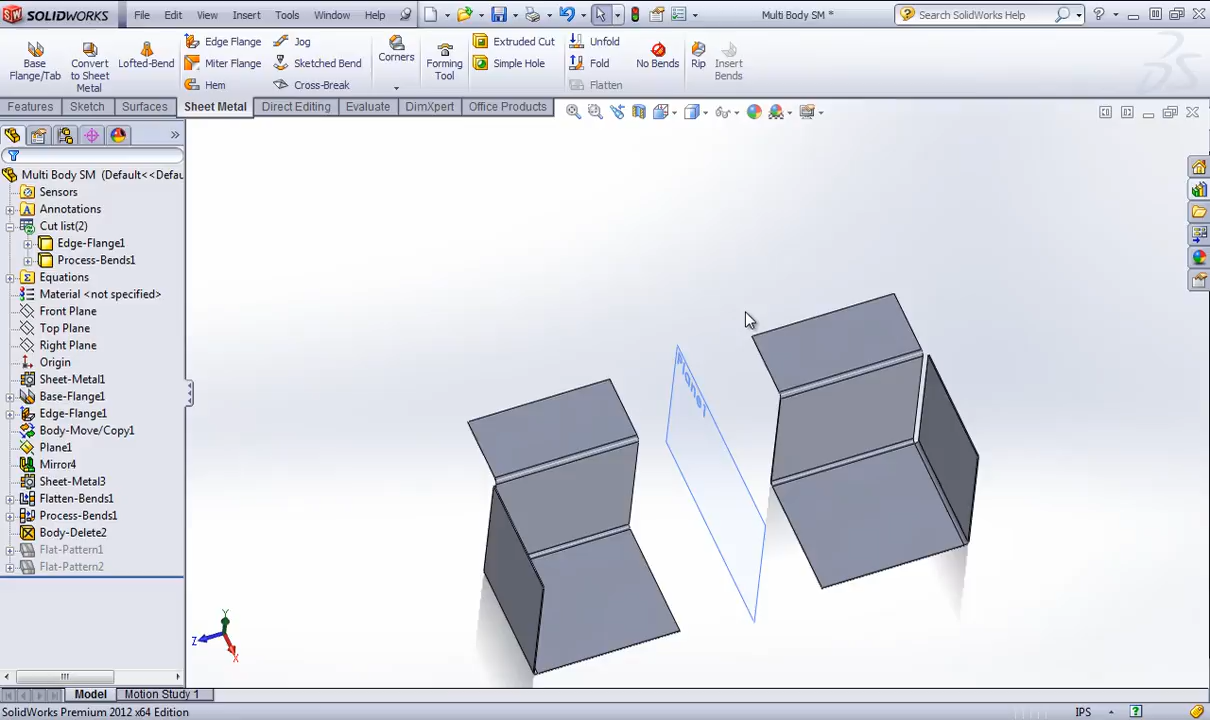 SOLIDWORKS File Edit View Insert Tools Window Help Multi Body SM * Search SolidWorks Help
Base Flange/Tab
Convert to Sheet Metal
Lofted-Bend
Edge Flange
Miter Flange
Hem
Jog
Sketched Bend
Cross-Break
Corners
Forming Tool
Extruded Cut
Simple Hole
Unfold
Fold
Flatten
No Bends
Rip
Insert Bends
Features Sketch Surfaces Sheet Metal Direct Editing Evaluate DimXpert Office Products
Multi Body SM (Default<<Defau
Sensors
Annotations
Cut list(2)
Edge-Flange1
Process-Bends1
Equations
Material <not specified>
Front Plane
Top Plane
Right Plane
Origin
Sheet-Metal1
Base-Flange1
Edge-Flange1
Body-Move/Copy1
Plane1
Mirror4
Sheet-Metal3
Flatten-Bends1
Process-Bends1
Body-Delete2
Flat-Pattern1
Flat-Pattern2
Y
Z
X
Model Motion Study 1
SolidWorks Premium 2012 x64 Edition IPS